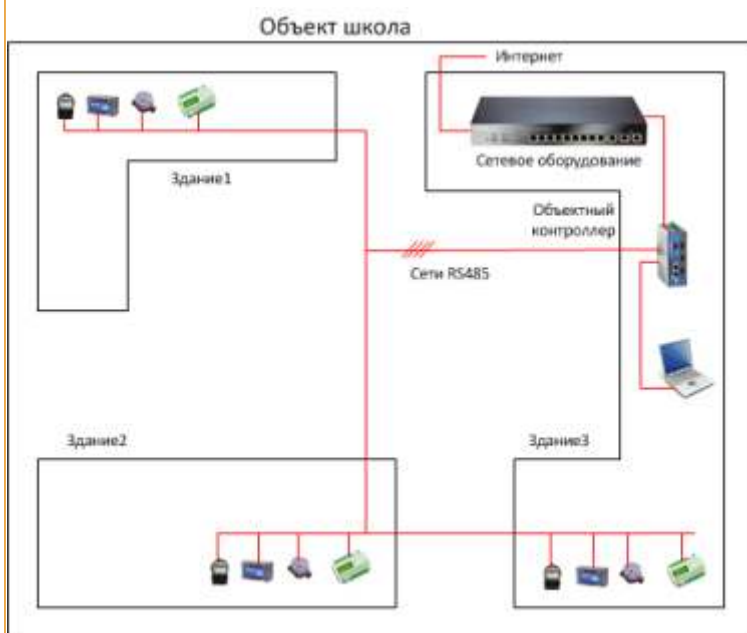 Объект школа
Интернет
Сетевое оборудование
Здание1
Объектный
контроллер
Сети RS485
Здание2
Здание3